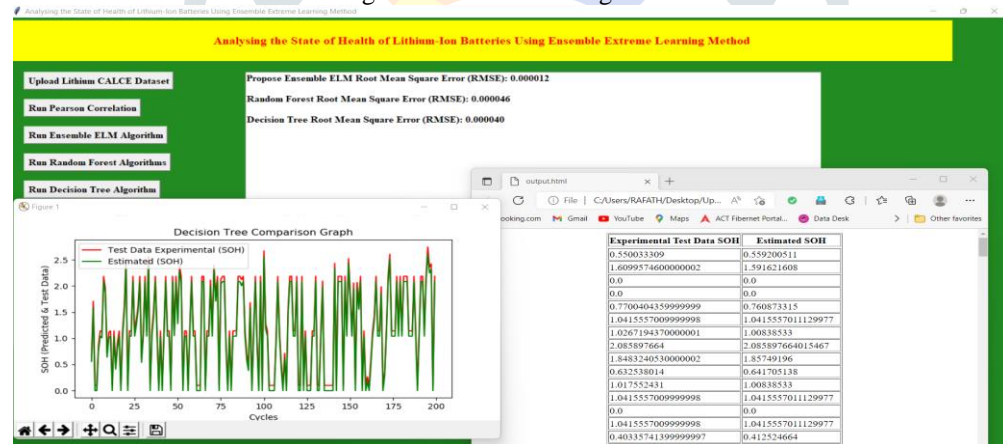 Analysing the State of Health of Lithium-Ion Batteries Using Ensemble Extreme Learning Method
Analysing the State of Health of Lithium-Ion Batteries Using Ensemble Extreme Learning Method
Upload Lithium CALCE Dataset
Run Pearson Correlation
Run Ensemble ELM Algorithm
Run Random Forest Algorithms
Run Decision Tree Algorithm
Propose Ensemble ELM Root Mean Square Error (RMSE): 0.000012
Random Forest Root Mean Square Error (RMSE): 0.000046
Decision Tree Root Mean Square Error (RMSE): 0.000040
Figure 1
Decision Tree Comparison Graph
Test Data Experimental (SOH)
Estimated (SOH)
SOH (Predicted & Test Data)
2.5
2.0
1.5
1.0
0.5
0.0
0 25 50 75 100 125 150 175 200
Cycles
output.html
File | C:/Users/RAFATH/Desktop/Up...
ooking.com Gmail YouTube Maps ACT Fibernet Portal... Data Desk Other favorites
Experimental Test Data SOH Estimated SOH
0.550033309 0.559200511
1.6099574600000002 1.591621608
0.0 0.0
0.0 0.0
0.7700404359999999 0.760873315
1.0415557009999998 1.0415557011129977
1.0267194370000001 1.00838533
2.085897664 2.085897664015467
1.8483240530000002 1.85749196
0.632538014 0.641705138
1.017552431 1.00838533
1.0415557009999998 1.0415557011129977
0.0 0.0
1.0415557009999998 1.0415557011129977
0.40335741399999997 0.412524664